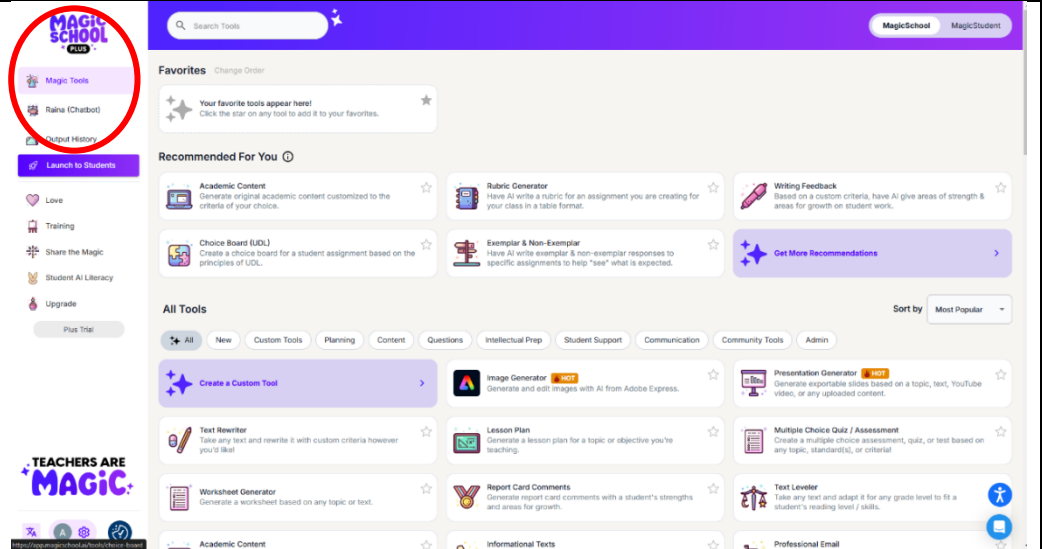 MAGIC
SCHOOL
PLUS
Magic Tools
Raina (Chatbot)
Output History
Launch to Students
Love
Training
Share the Magic
Student AI Literacy
Upgrade
Plus Trial
TEACHERS ARE
MAGiC
A
https://app.magicschool.ai/tools/choice-board
Search Tools
MagicSchool
MagicStudent
Favorites Change Order
Your favorite tools appear here!
Click the star on any tool to add it to your favorites.
Recommended For You
Academic Content
Generate original academic content customized to the
criteria of your choice.
Rubric Generator
Have AI write a rubric for an assignment you are creating for
your class in a table format.
Writing Feedback
Based on a custom criteria, have AI give areas of strength &
areas for growth on student work.
Choice Board (UDL)
Create a choice board for a student assignment based on the
principles of UDL.
Exemplar & Non-Exemplar
Have AI write exemplar & non-exemplar responses to
specific assignments to help "see" what is expected.
Get More Recommendations
All Tools
Sort by
Most Popular
All
New
Custom Tools
Planning
Content
Questions
Intellectual Prep
Student Support
Communication
Community Tools
Admin
Create a Custom Tool
Image Generator HOT
Generate and edit images with AI from Adobe Express.
Presentation Generator HOT
Generate exportable slides based on a topic, text, YouTube
video, or any uploaded content.
Text Rewriter
Take any text and rewrite it with custom criteria however
you'd like!
Lesson Plan
Generate a lesson plan for a topic or objective you're
teaching.
Multiple Choice Quiz / Assessment
Create a multiple choice assessment, quiz, or test based on
any topic, standard(s), or criteria!
Worksheet Generator
Generate a worksheet based on any topic or text.
Report Card Comments
Generate report card comments with a student's strengths
and areas for growth.
Text Leveler
Take any text and adapt it for any grade level to fit a
student's reading level / skills.
Academic Content
Informational Texts
Professional Email